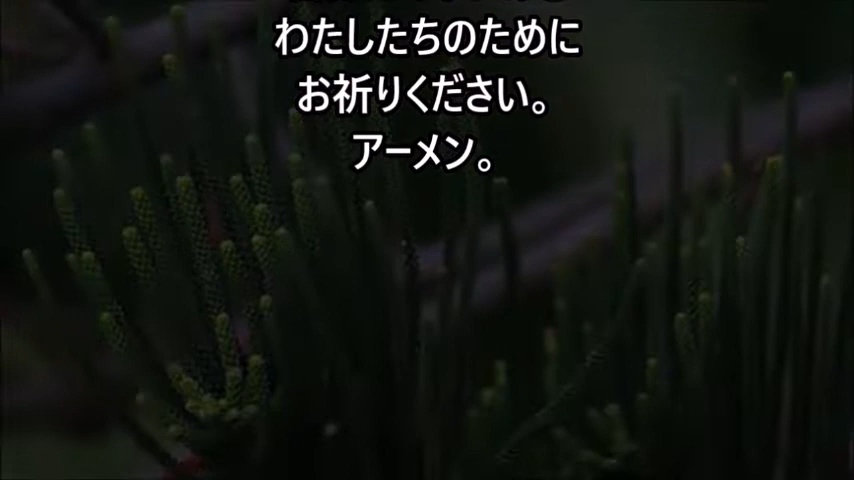 わたしたちのために
お祈りください。
アーメン。